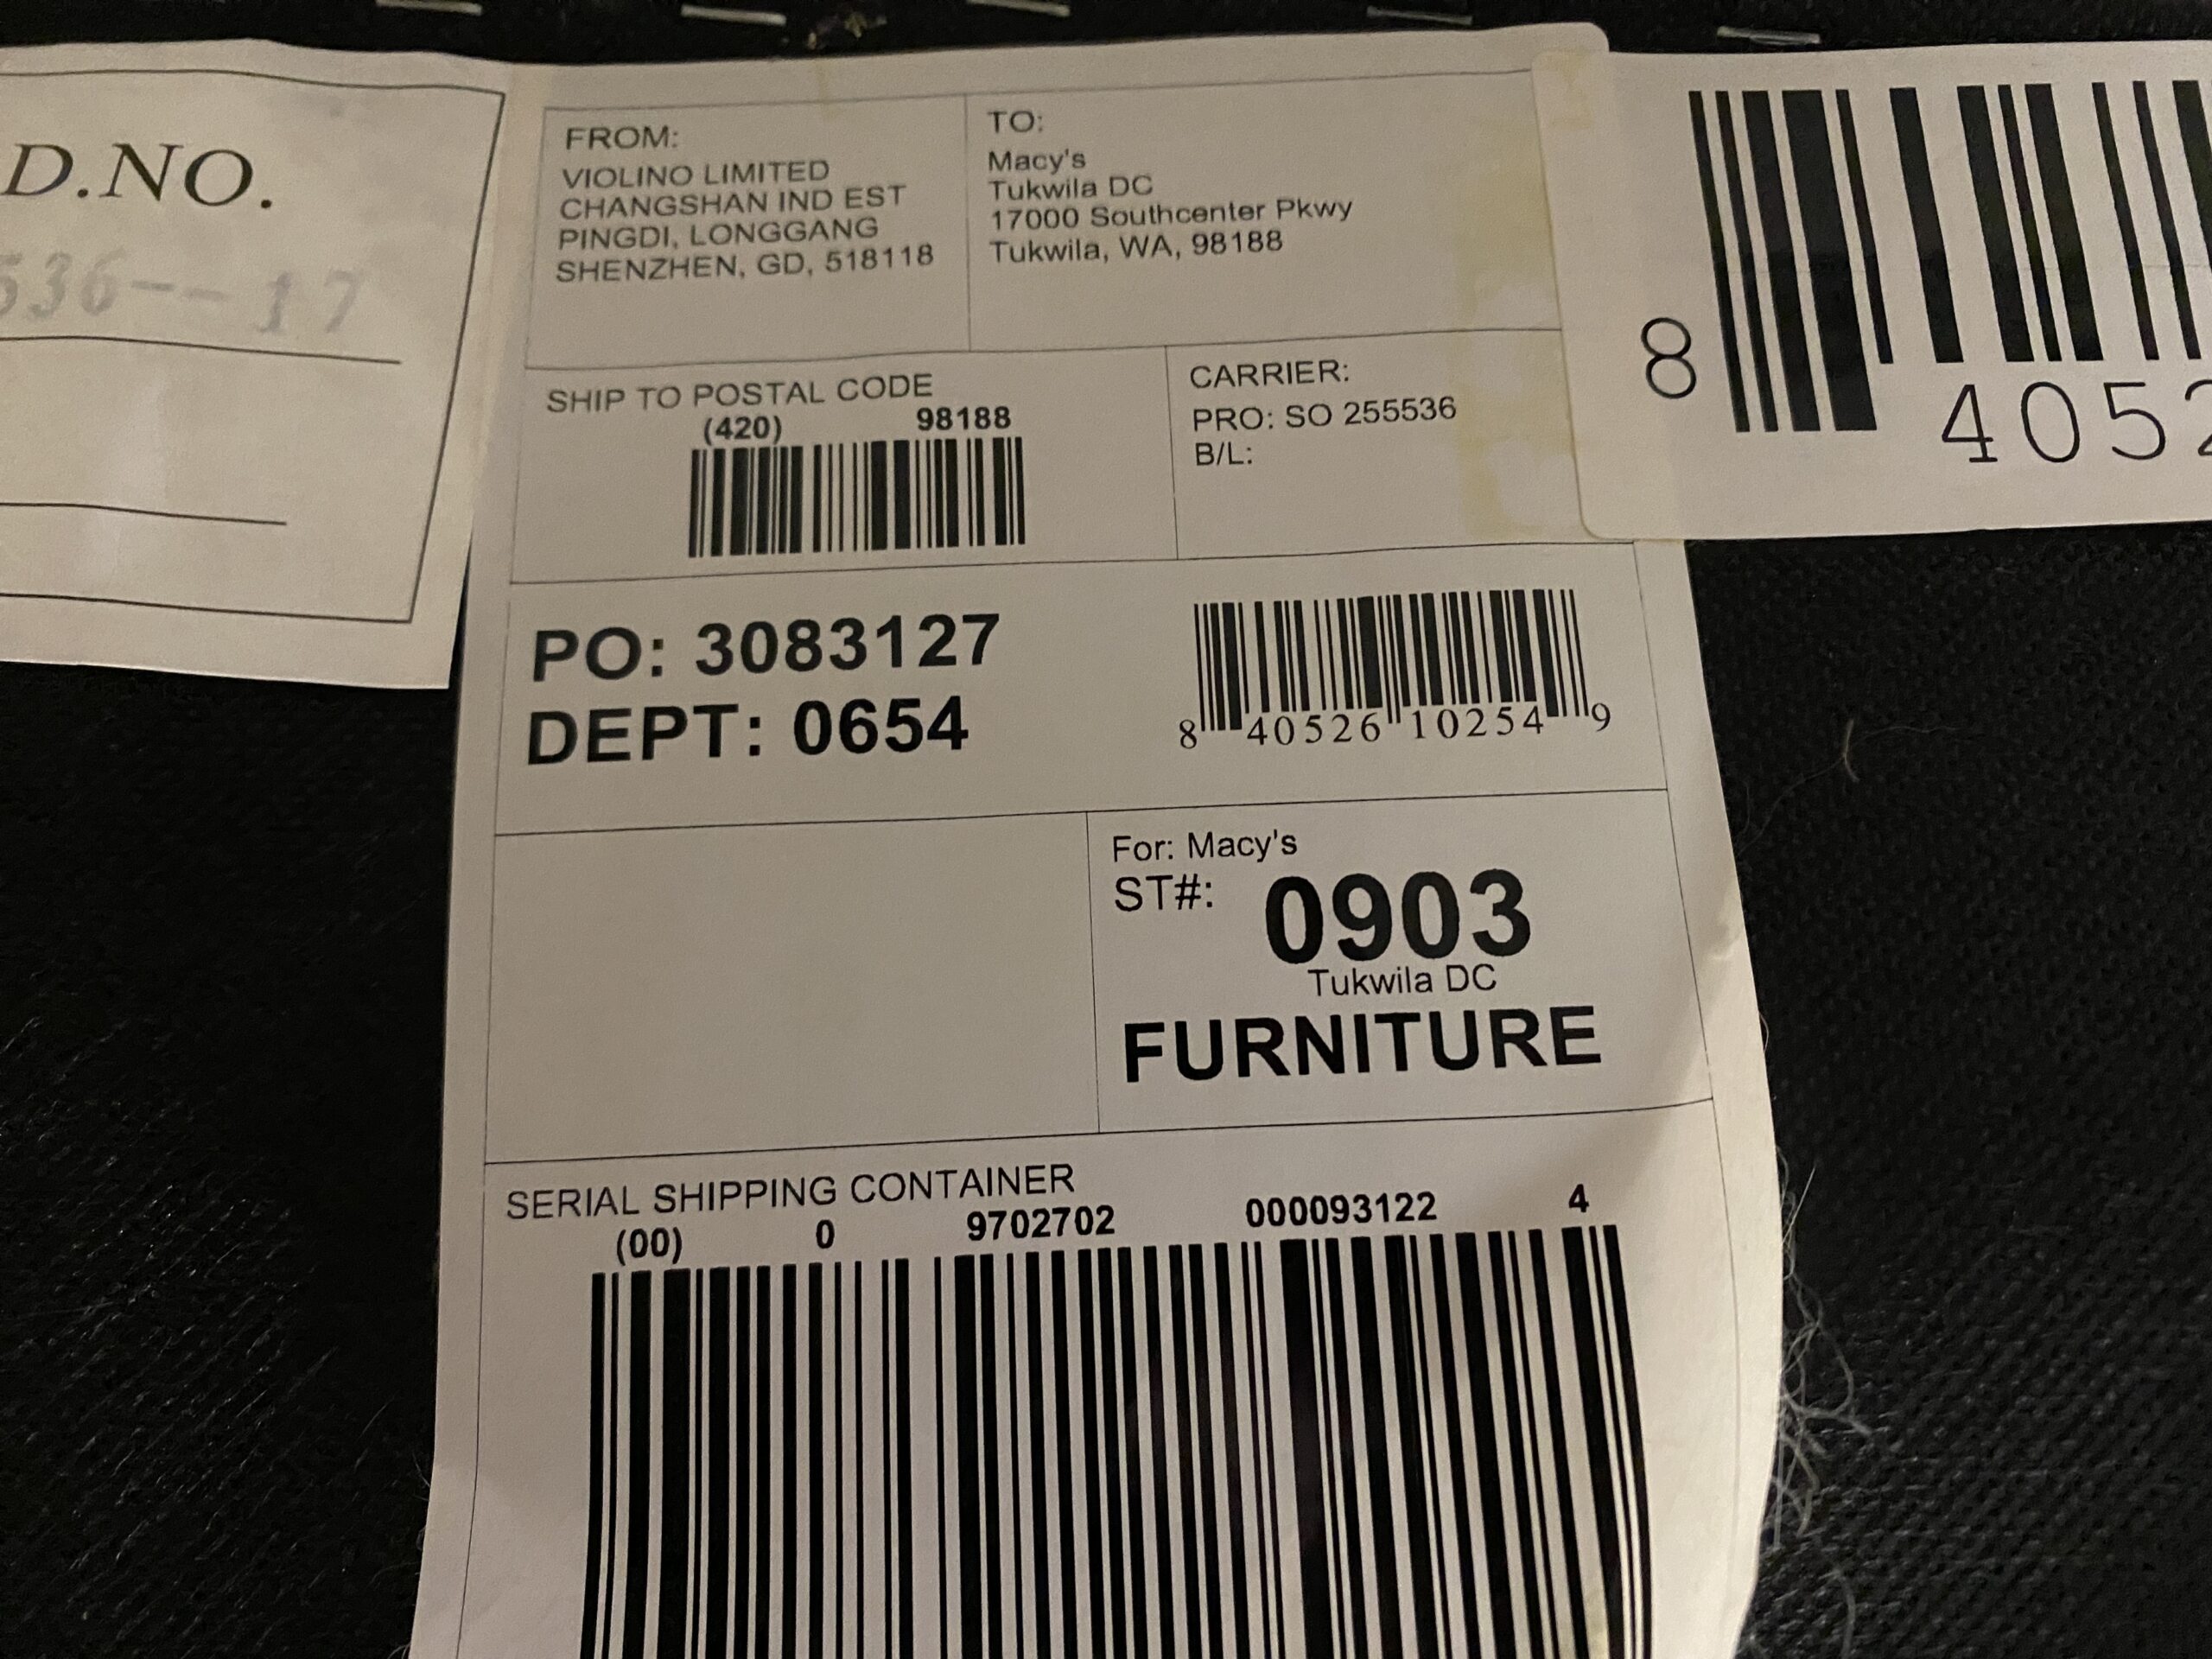 D.NO.
536--17
FROM:
VIOLINO LIMITED
CHANGSHAN IND EST
PINGDI, LONGGANG
SHENZHEN, GD, 518118
TO:
Macy's
Tukwila DC
17000 Southcenter Pkwy
Tukwila, WA, 98188
SHIP TO POSTAL CODE
(420) 98188
CARRIER:
PRO: SO 255536
B/L:
8 4052
PO: 3083127
DEPT: 0654
8 40526 10254 9
For: Macy's
ST#: 0903
Tukwila DC
FURNITURE
SERIAL SHIPPING CONTAINER
(00) 0 9702702 000093122 4